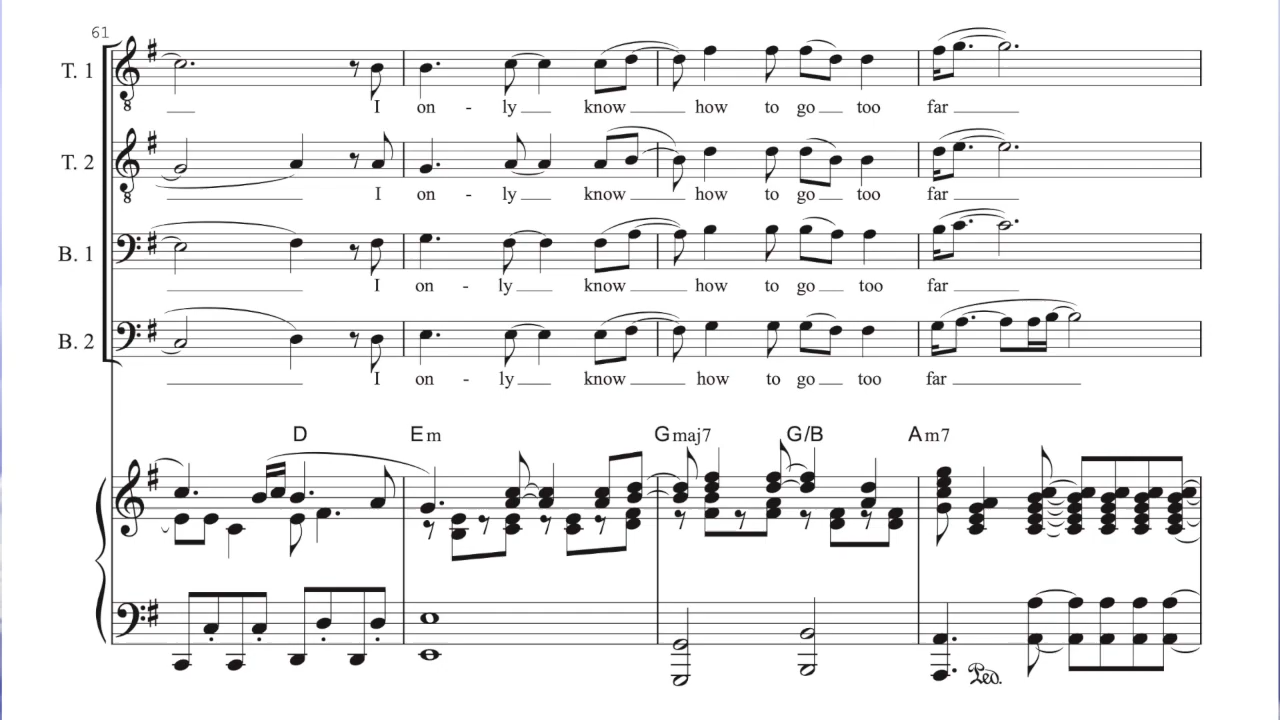 61
T. 1
I on - ly know how to go too far
T. 2
I on - ly know how to go too far
B. 1
I on - ly know how to go too far
B. 2
I on - ly know how to go too far
D Em Gmaj7 G/B Am7
Ped.